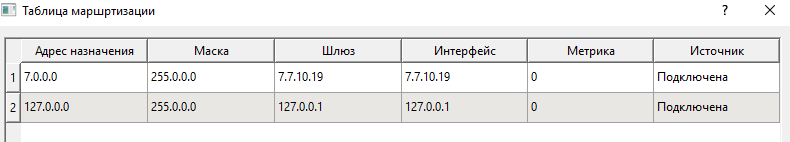 Таблица маршртизации
?
Адрес назначения Маска Шлюз Интерфейс Метрика Источник
1 7.0.0.0 255.0.0.0 7.7.10.19 7.7.10.19 0 Подключена
2 127.0.0.0 255.0.0.0 127.0.0.1 127.0.0.1 0 Подключена